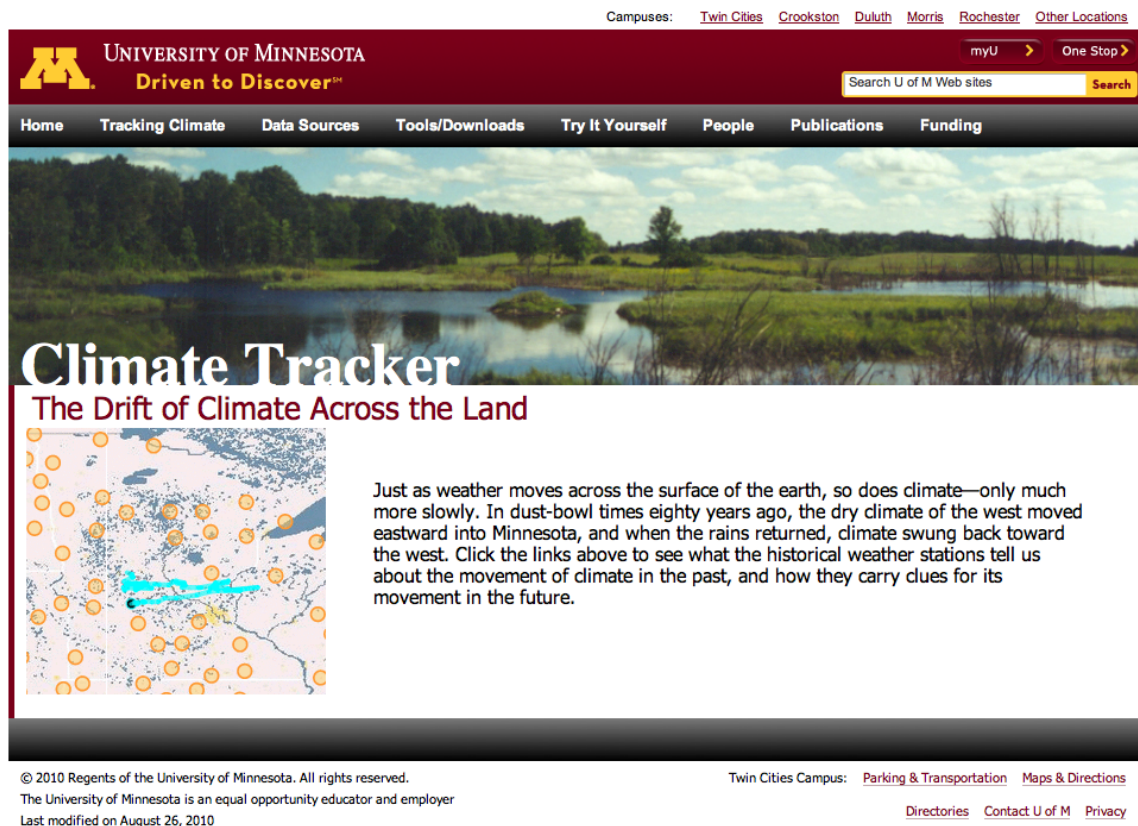 Campuses: Twin Cities Crookston Duluth Morris Rochester Other Locations
M
UNIVERSITY OF MINNESOTA
Driven to Discover℠
myU One Stop
Search U of M Web sites Search
Home Tracking Climate Data Sources Tools/Downloads Try It Yourself People Publications Funding
Climate Tracker
The Drift of Climate Across the Land
Just as weather moves across the surface of the earth, so does climate—only much
more slowly. In dust-bowl times eighty years ago, the dry climate of the west moved
eastward into Minnesota, and when the rains returned, climate swung back toward
the west. Click the links above to see what the historical weather stations tell us
about the movement of climate in the past, and how they carry clues for its
movement in the future.
© 2010 Regents of the University of Minnesota. All rights reserved.
The University of Minnesota is an equal opportunity educator and employer
Last modified on August 26, 2010
Twin Cities Campus: Parking & Transportation Maps & Directions
Directories Contact U of M Privacy